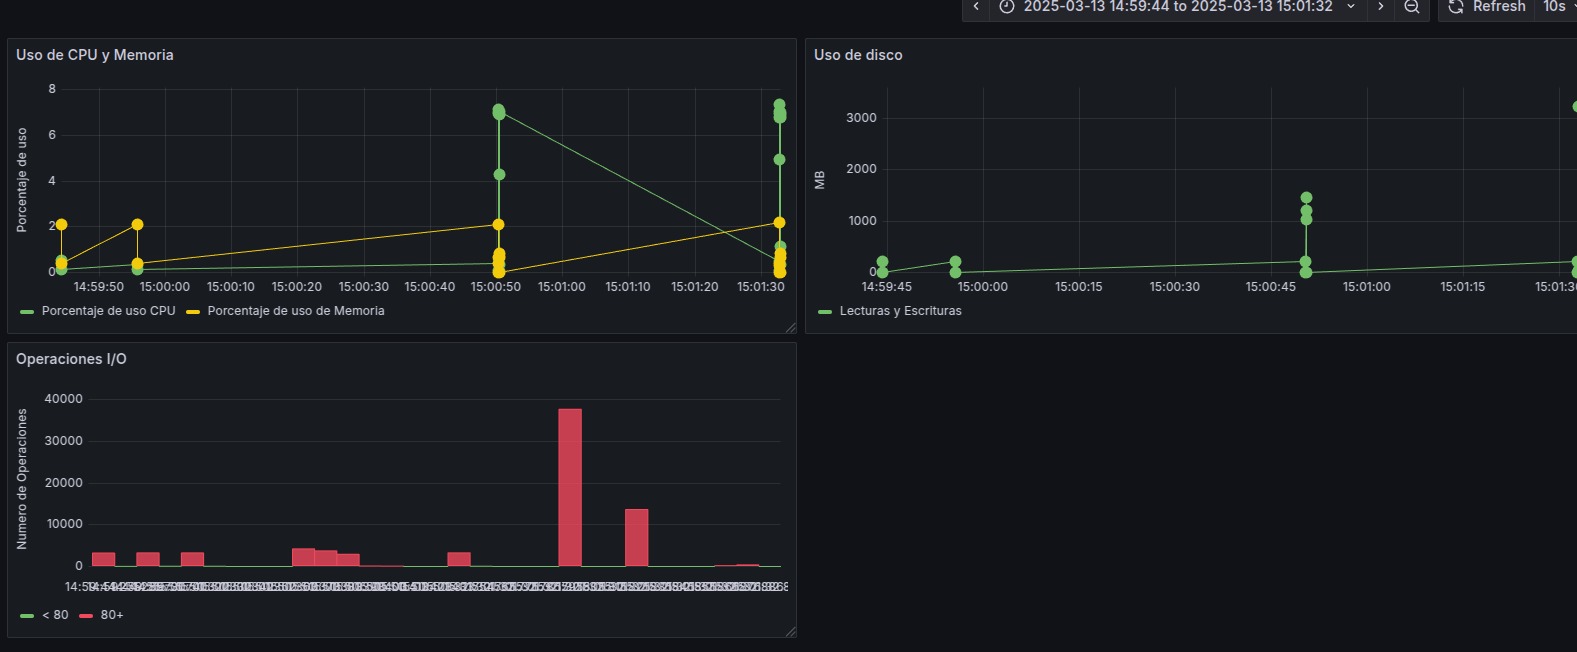 2025-03-13 14:59:44 to 2025-03-13 15:01:32
Refresh
10s
Uso de CPU y Memoria
Porcentaje de uso
8
6
4
2
0
14:59:50 15:00:00 15:00:10 15:00:20 15:00:30 15:00:40 15:00:50 15:01:00 15:01:10 15:01:20 15:01:30
Porcentaje de uso CPU Porcentaje de uso de Memoria
Uso de disco
MB
3000
2000
1000
0
14:59:45 15:00:00 15:00:15 15:00:30 15:00:45 15:01:00 15:01:15
Lecturas y Escrituras
Operaciones I/O
Numero de Operaciones
40000
30000
20000
10000
0
< 80 80+